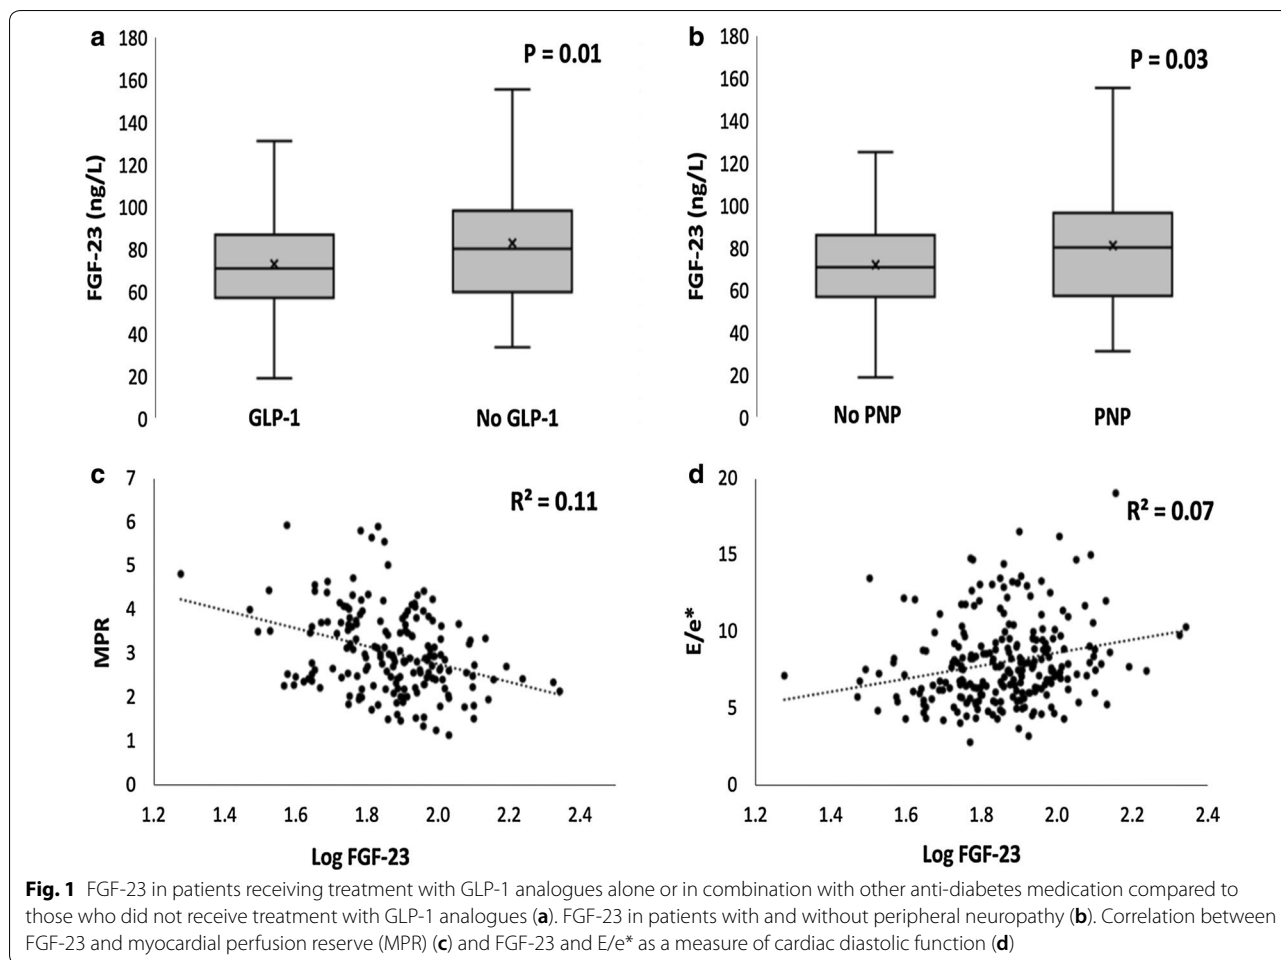 a
P = 0.01
FGF-23 (ng/L)
180
160
140
120
100
80
60
40
20
0
GLP-1
No GLP-1
b
P = 0.03
FGF-23 (ng/L)
180
160
140
120
100
80
60
40
20
0
No PNP
PNP
c
R² = 0.11
MPR
7
6
5
4
3
2
1
0
1.2 1.4 1.6 1.8 2.0 2.2 2.4
Log FGF-23
d
R² = 0.07
E/e*
20
15
10
5
0
1.2 1.4 1.6 1.8 2.0 2.2 2.4
Log FGF-23
Fig. 1 FGF-23 in patients receiving treatment with GLP-1 analogues alone or in combination with other anti-diabetes medication compared to
those who did not receive treatment with GLP-1 analogues (a). FGF-23 in patients with and without peripheral neuropathy (b). Correlation between
FGF-23 and myocardial perfusion reserve (MPR) (c) and FGF-23 and E/e* as a measure of cardiac diastolic function (d)